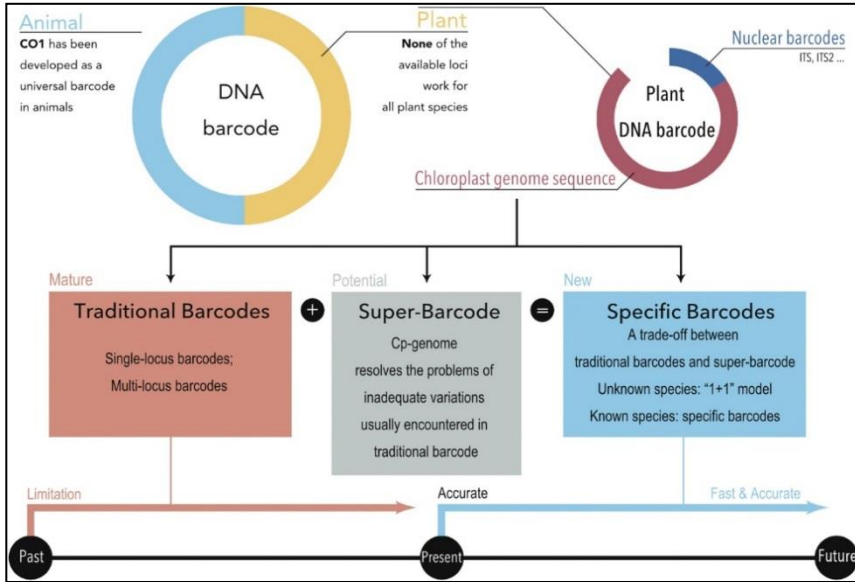 Animal
CO1 has been
developed as a
universal barcode
in animals
DNA
barcode
Plant
None of the
available loci
work for
all plant species
Nuclear barcodes
ITS, ITS2 ...
Plant
DNA barcode
Chloroplast genome sequence
Mature
Traditional Barcodes
Single-locus barcodes;
Multi-locus barcodes
+
Potential
Super-Barcode
Cp-genome
resolves the problems of
inadequate variations
usually encountered in
traditional barcode
=
New
Specific Barcodes
A trade-off between
traditional barcodes and super-barcode
Unknown species: “1+1” model
Known species: specific barcodes
Limitation
Accurate
Fast & Accurate
Past
Present
Future